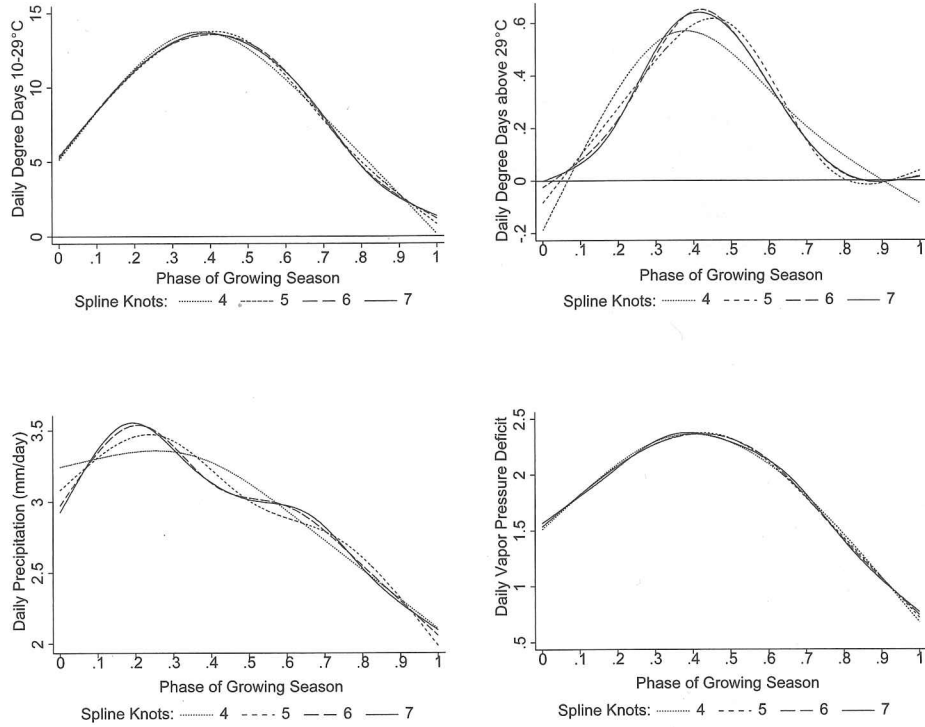 Daily Degree Days 10-29°C
15
10
5
0
0 .1 .2 .3 .4 .5 .6 .7 .8 .9 1
Phase of Growing Season
Spline Knots: 4 5 6 7
Daily Degree Days above 29°C
.6
.4
.2
0
-.2
0 .1 .2 .3 .4 .5 .6 .7 .8 .9 1
Phase of Growing Season
Spline Knots: 4 5 6 7
Daily Precipitation (mm/day)
3.5
3
2.5
2
0 .1 .2 .3 .4 .5 .6 .7 .8 .9 1
Phase of Growing Season
Spline Knots: 4 5 6 7
Daily Vapor Pressure Deficit
2.5
2
1.5
1
.5
0 .1 .2 .3 .4 .5 .6 .7 .8 .9 1
Phase of Growing Season
Spline Knots: 4 5 6 7